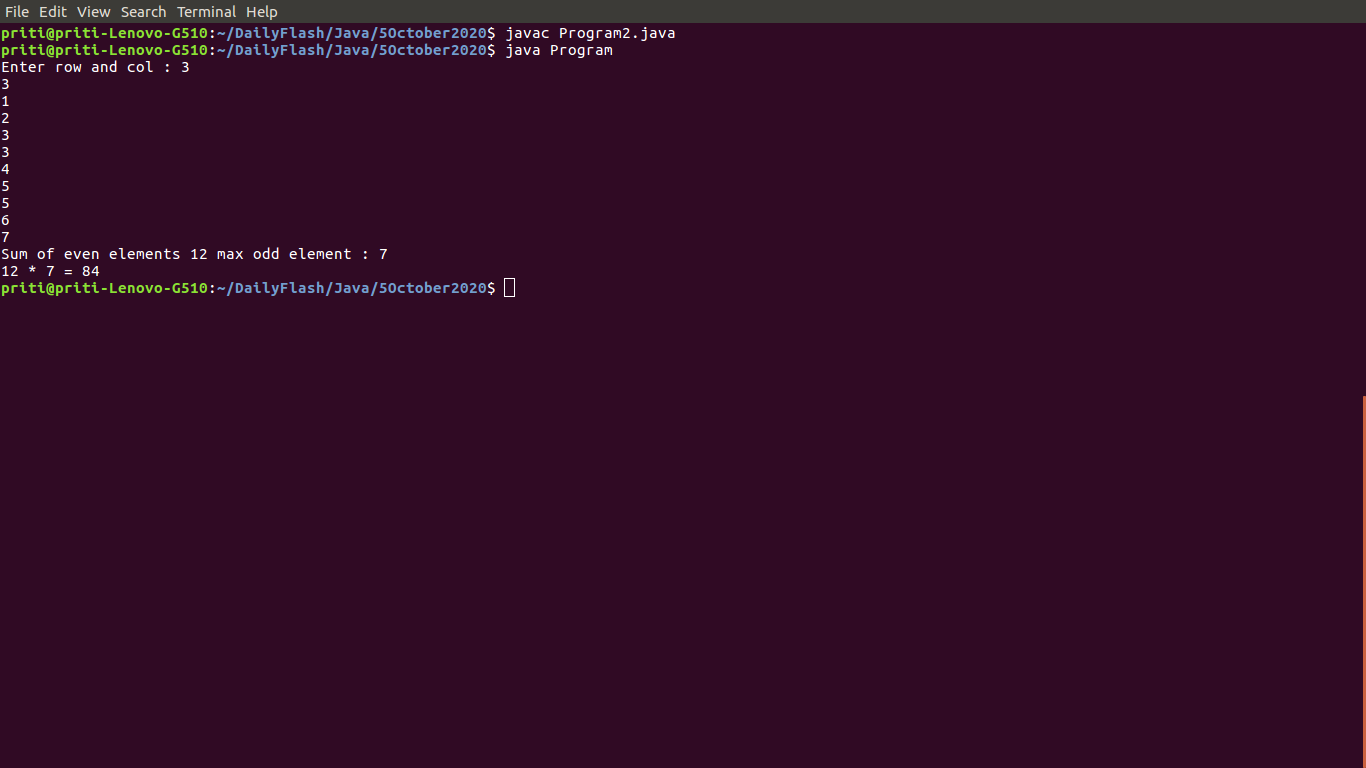 File Edit View Search Terminal Help
priti@priti-Lenovo-G510:~/DailyFlash/Java/5October2020$ javac Program2.java
priti@priti-Lenovo-G510:~/DailyFlash/Java/5October2020$ java Program
Enter row and col : 3
3
1
2
3
3
4
5
5
6
7
Sum of even elements 12 max odd element : 7
12 * 7 = 84
priti@priti-Lenovo-G510:~/DailyFlash/Java/5October2020$